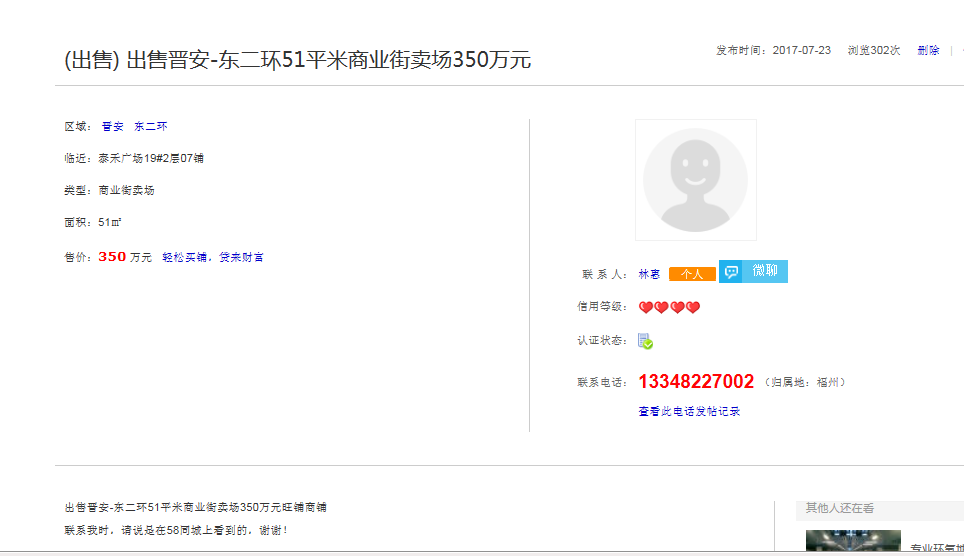 (出售) 出售晋安-东二环51平米商业街卖场350万元
发布时间：2017-07-23 浏览302次 删除
区域： 晋安 东二环
临近：泰禾广场19#2层07铺
类型：商业街卖场
面积：51㎡
售价：350 万元 轻松买铺，贷来财富
联 系 人： 林惠 个人 微聊
信用等级：
认证状态：
联系电话： 13348227002 （归属地：福州）
查看此电话发帖记录
出售晋安-东二环51平米商业街卖场350万元旺铺商铺
联系我时，请说是在58同城上看到的，谢谢！
其他人还在看